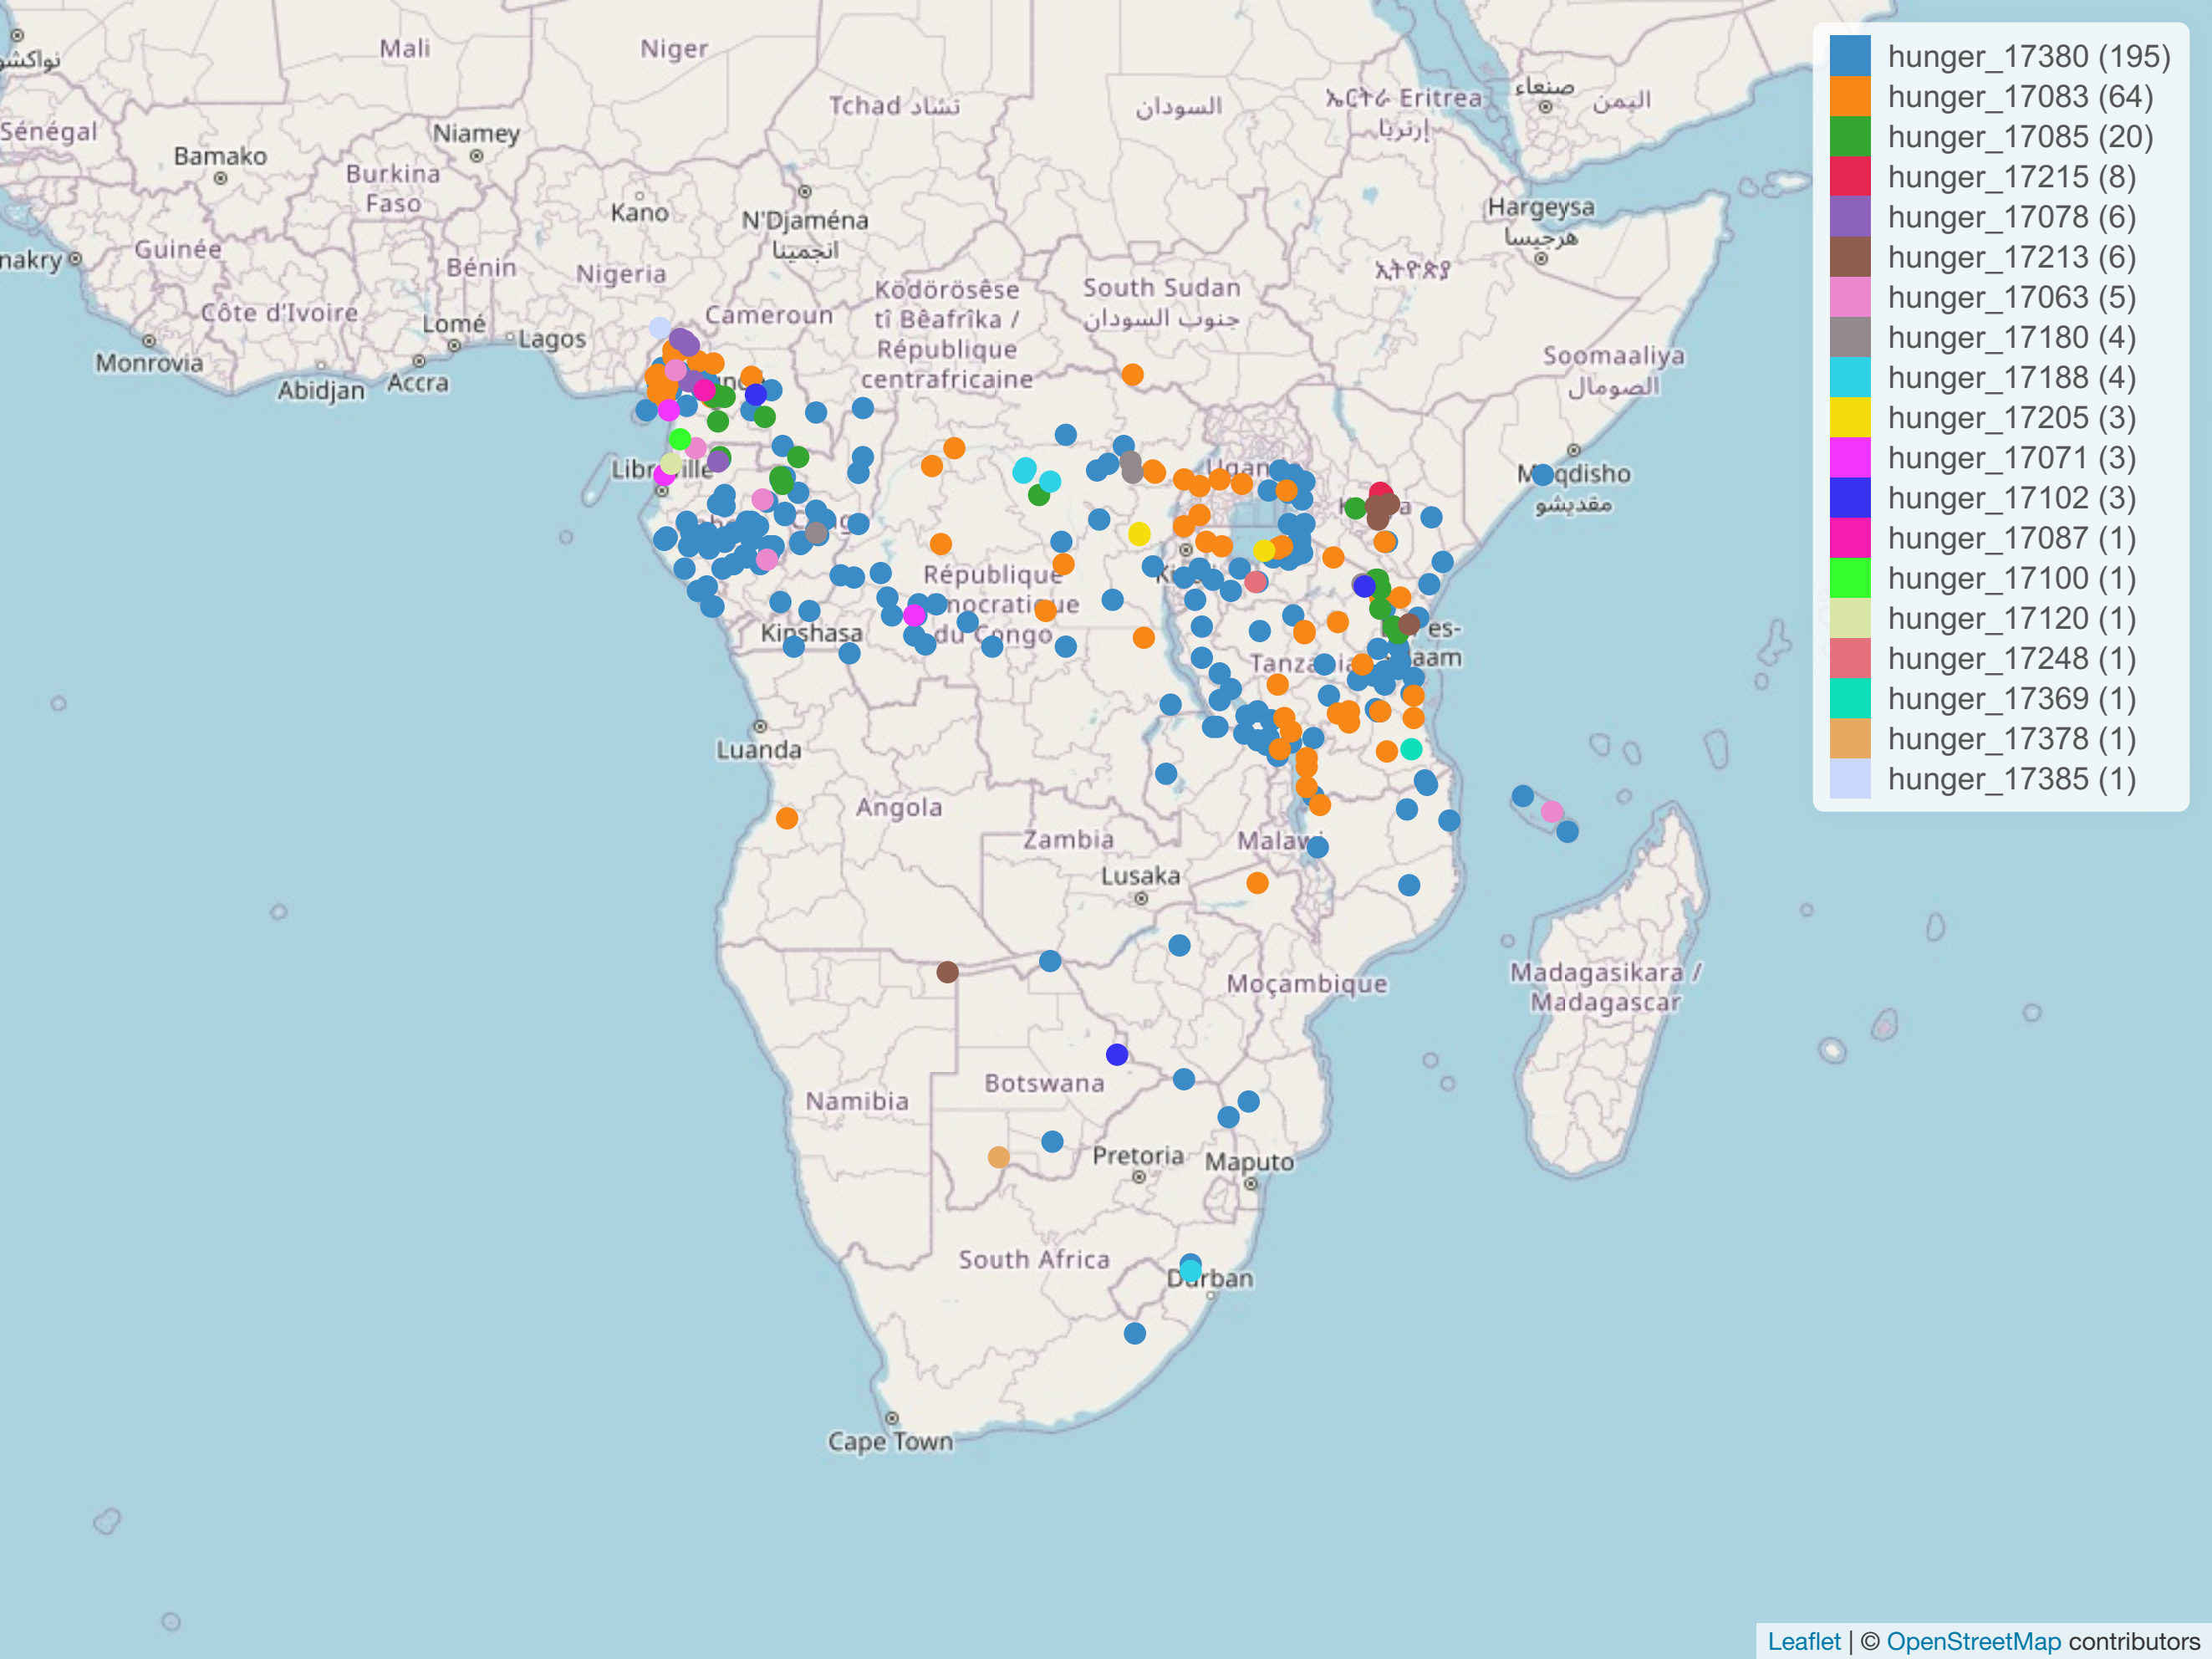 hunger_17380 (195)
hunger_17083 (64)
hunger_17085 (20)
hunger_17215 (8)
hunger_17078 (6)
hunger_17213 (6)
hunger_17063 (5)
hunger_17180 (4)
hunger_17188 (4)
hunger_17205 (3)
hunger_17071 (3)
hunger_17102 (3)
hunger_17087 (1)
hunger_17100 (1)
hunger_17120 (1)
hunger_17248 (1)
hunger_17369 (1)
hunger_17378 (1)
hunger_17385 (1)
Mali
Niger
Tchad تشاد
السودان
ኤርትራ Eritrea
إرتريا
صنعاء
اليمن
Sénégal
Bamako
Niamey
Burkina
Faso
Kano
N'Djaména
انجمينا
Hargeysa
هرجيسا
nakry
Guinée
Bénin
Nigeria
ኢትዮጵያ
Côte d'Ivoire
Lomé
Lagos
Cameroun
Ködörösêse
tî Bêafrîka /
République
centrafricaine
South Sudan
جنوب السودان
Monrovia
Abidjan
Accra
Soomaaliya
الصومال
مقديشو
République
du Congo
Kinshasa
Luanda
Angola
Zambia
Lusaka
Moçambique
Madagasikara /
Madagascar
Namibia
Botswana
Pretoria
Maputo
South Africa
Cape Town
Leaflet | © OpenStreetMap contributors